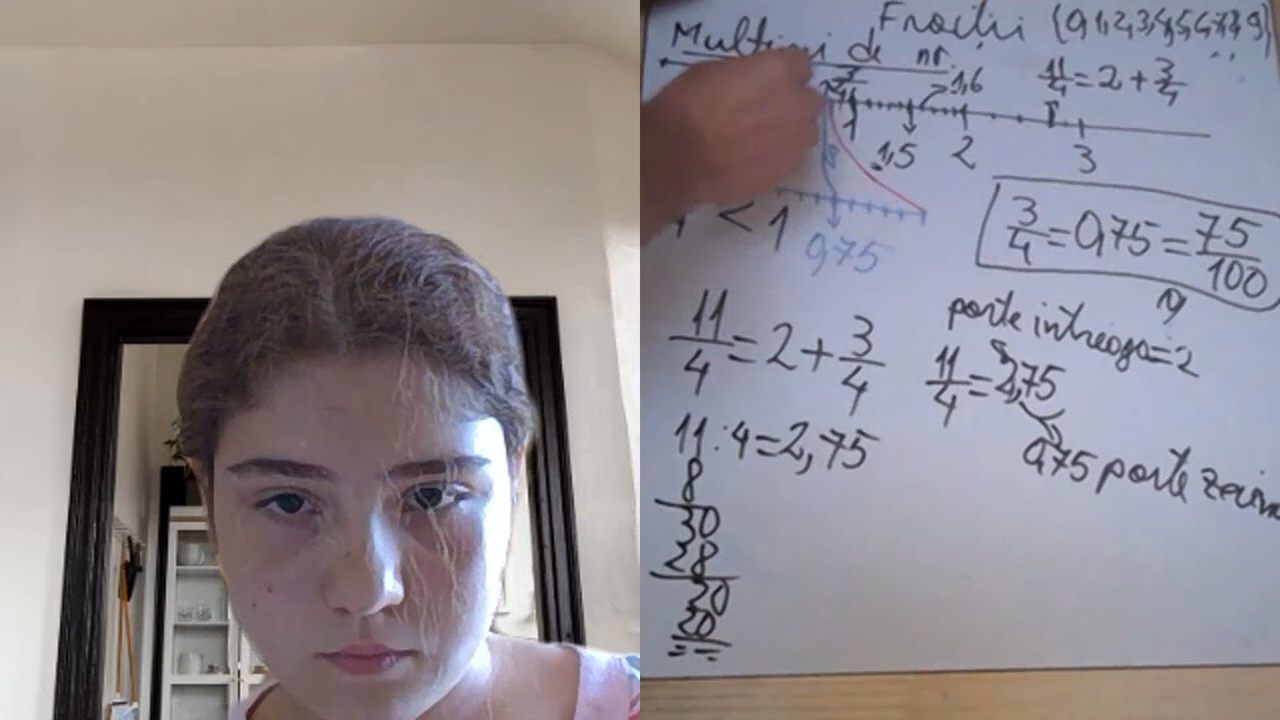 Fracții (0,1,2,3,4,5,6,7,8,9)
Mulțimi de nr.
3/4 1,6 11/4 = 2 + 3/4
1 1,5 2 3
< 1 0,75
3/4 = 0,75 = 75/100
parte întreagă = 2
11/4 = 2 + 3/4
11/4 = 2,75
11 : 4 = 2,75
0,75 parte
8
30
28
20
20